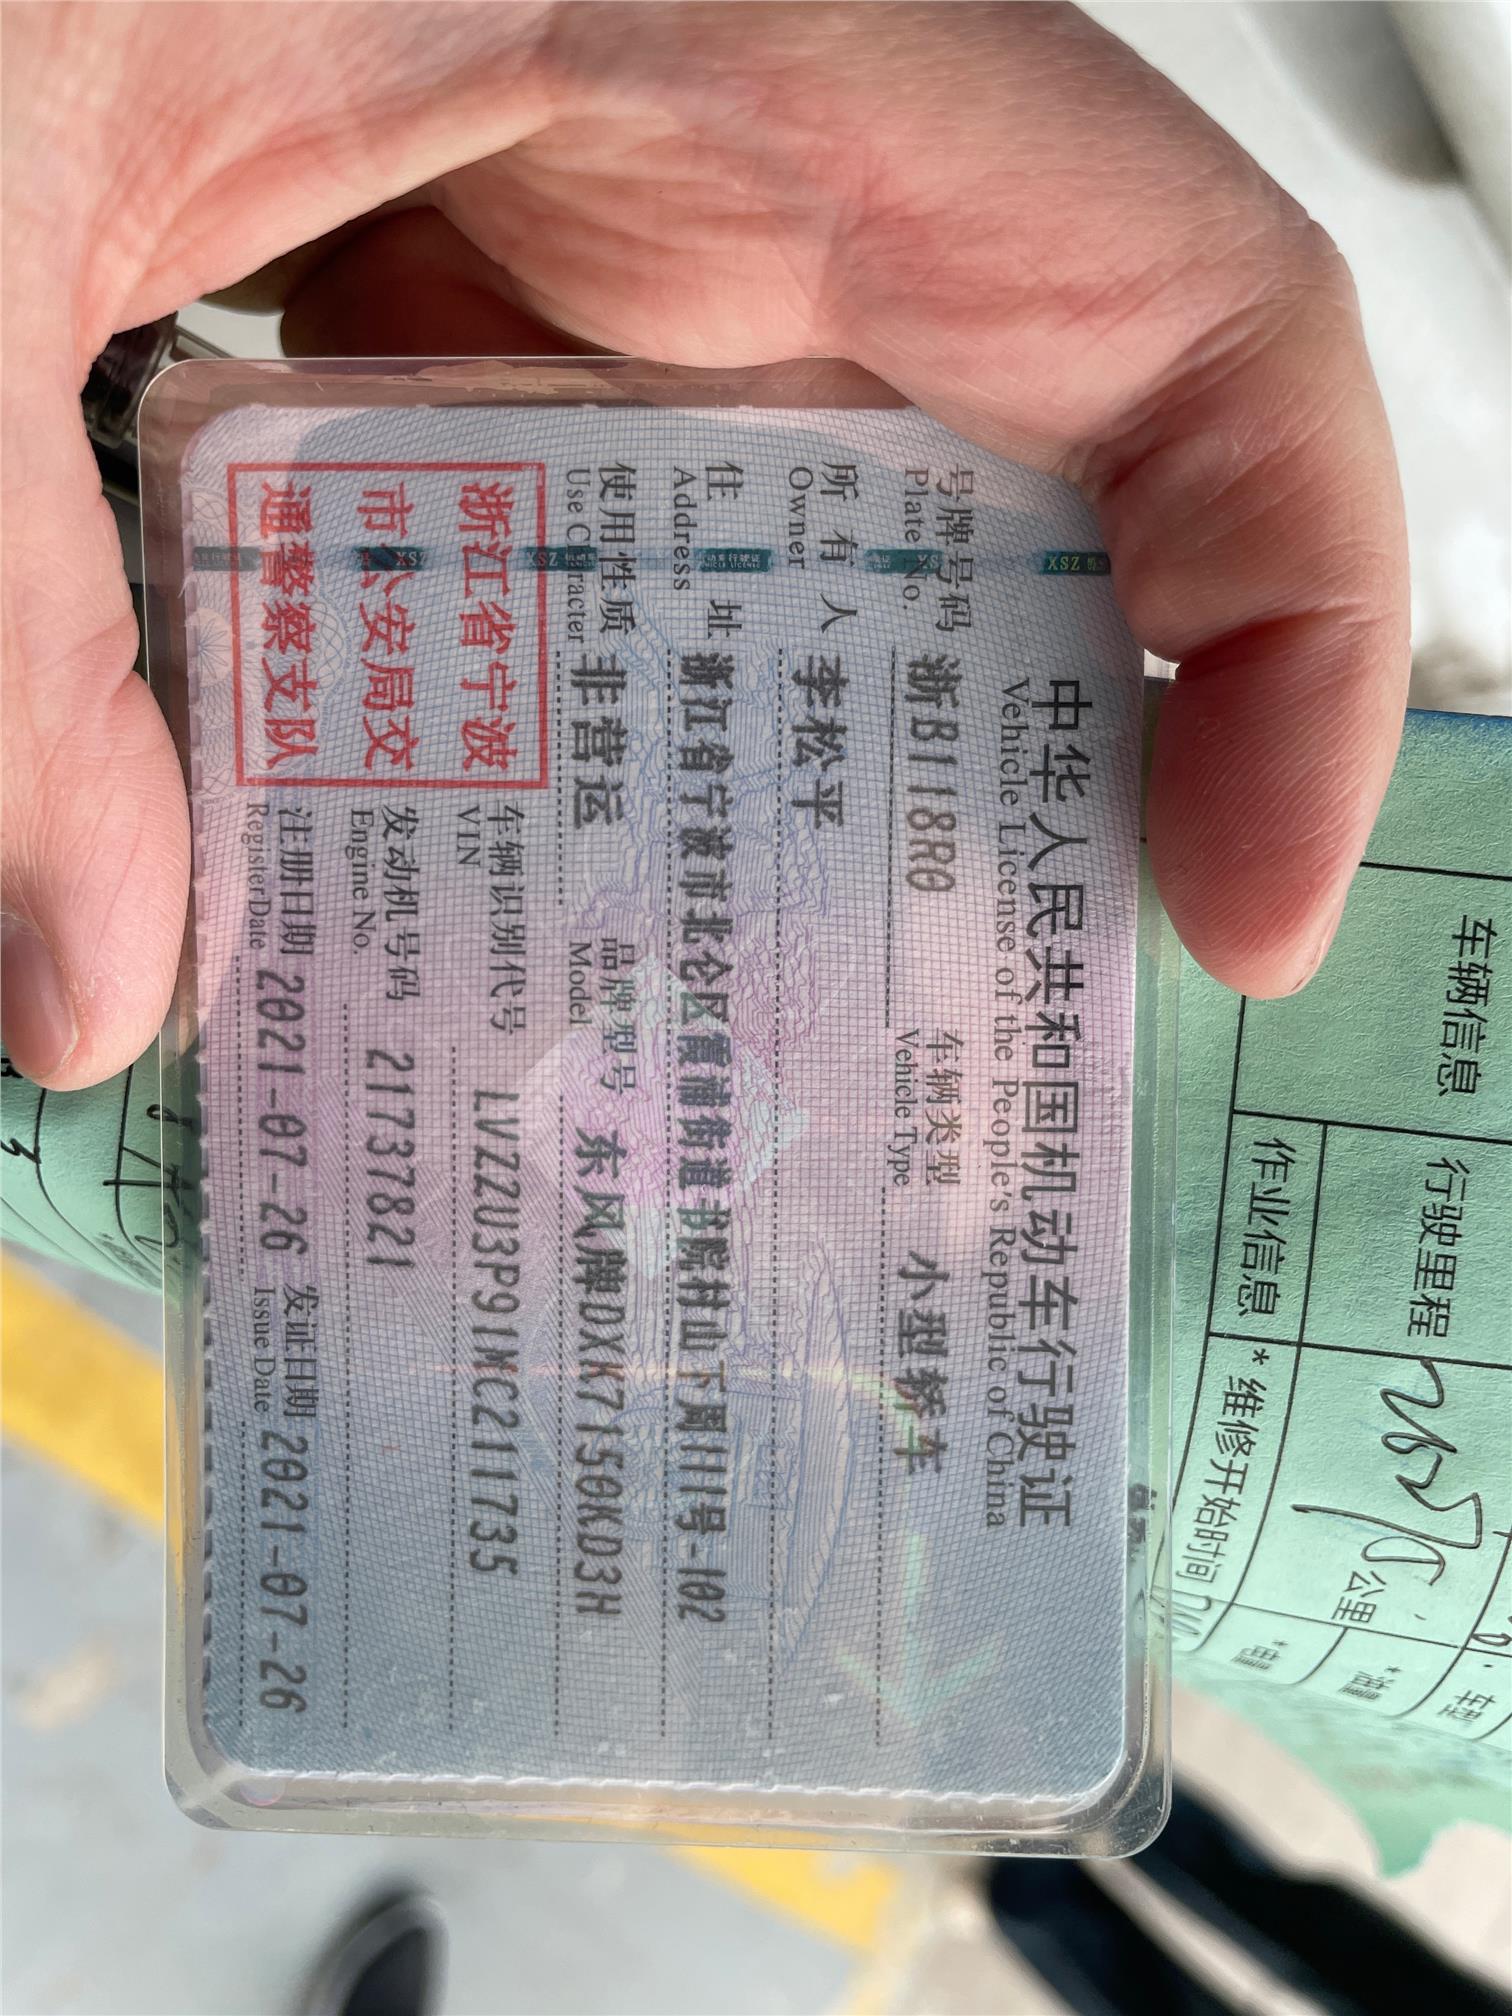 中华人民共和国机动车行驶证
Vehicle License of the People's Republic of China
号牌号码 浙B118R0 车辆类型 小型轿车
Plate No. Vehicle Type
所有人 李松平
Owner
住址 浙江省宁波市北仑区霞浦街道书院村山下周111号-102
Address
使用性质 非营运 品牌型号 东风牌DXK7150KD3H
Use Character Model
浙江省宁波
市公安局交
通警察支队
车辆识别代号 LVZZU3P91MC211735
VIN
发动机号码 21737821
Engine No.
注册日期 2021-07-26 发证日期 2021-07-26
Register Date Issue Date
车辆信息
行驶里程
公里
作业信息
*维修开始时间
*电量
*油量
车型